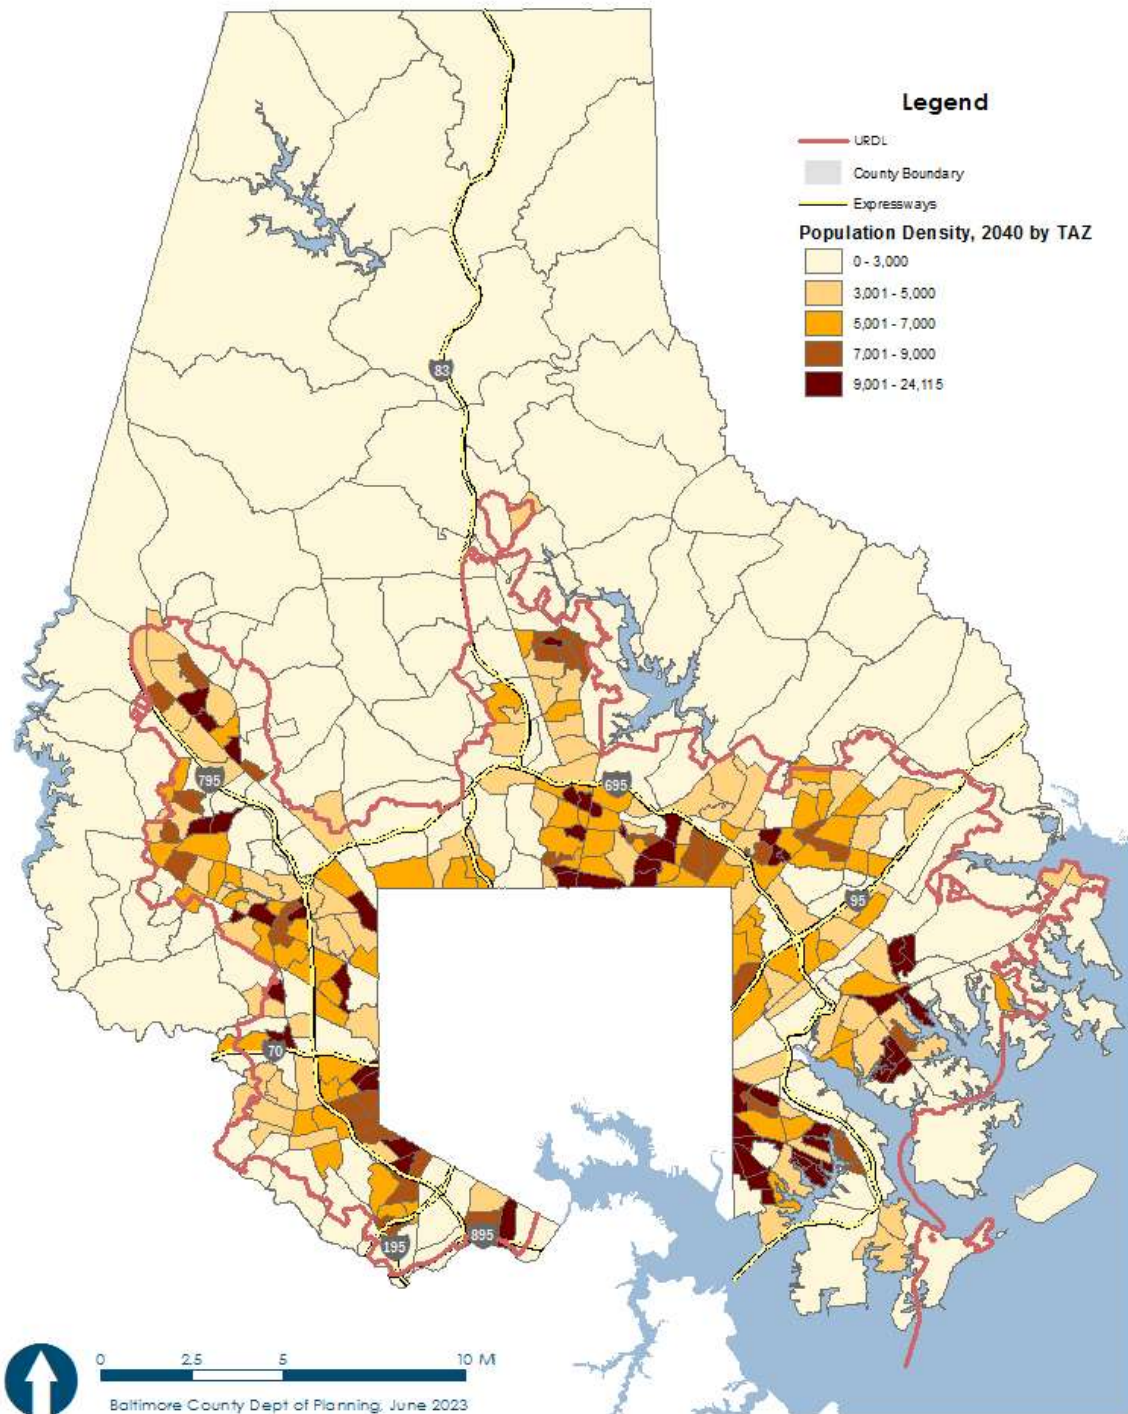 Legend
URDL
County Boundary
Expressways
Population Density, 2040 by TAZ
0 - 3,000
3,001 - 5,000
5,001 - 7,000
7,001 - 9,000
9,001 - 24,115
83
795
695
95
70
195
895
0 2.5 5 10 Mi
Baltimore County Dept of Planning, June 2023